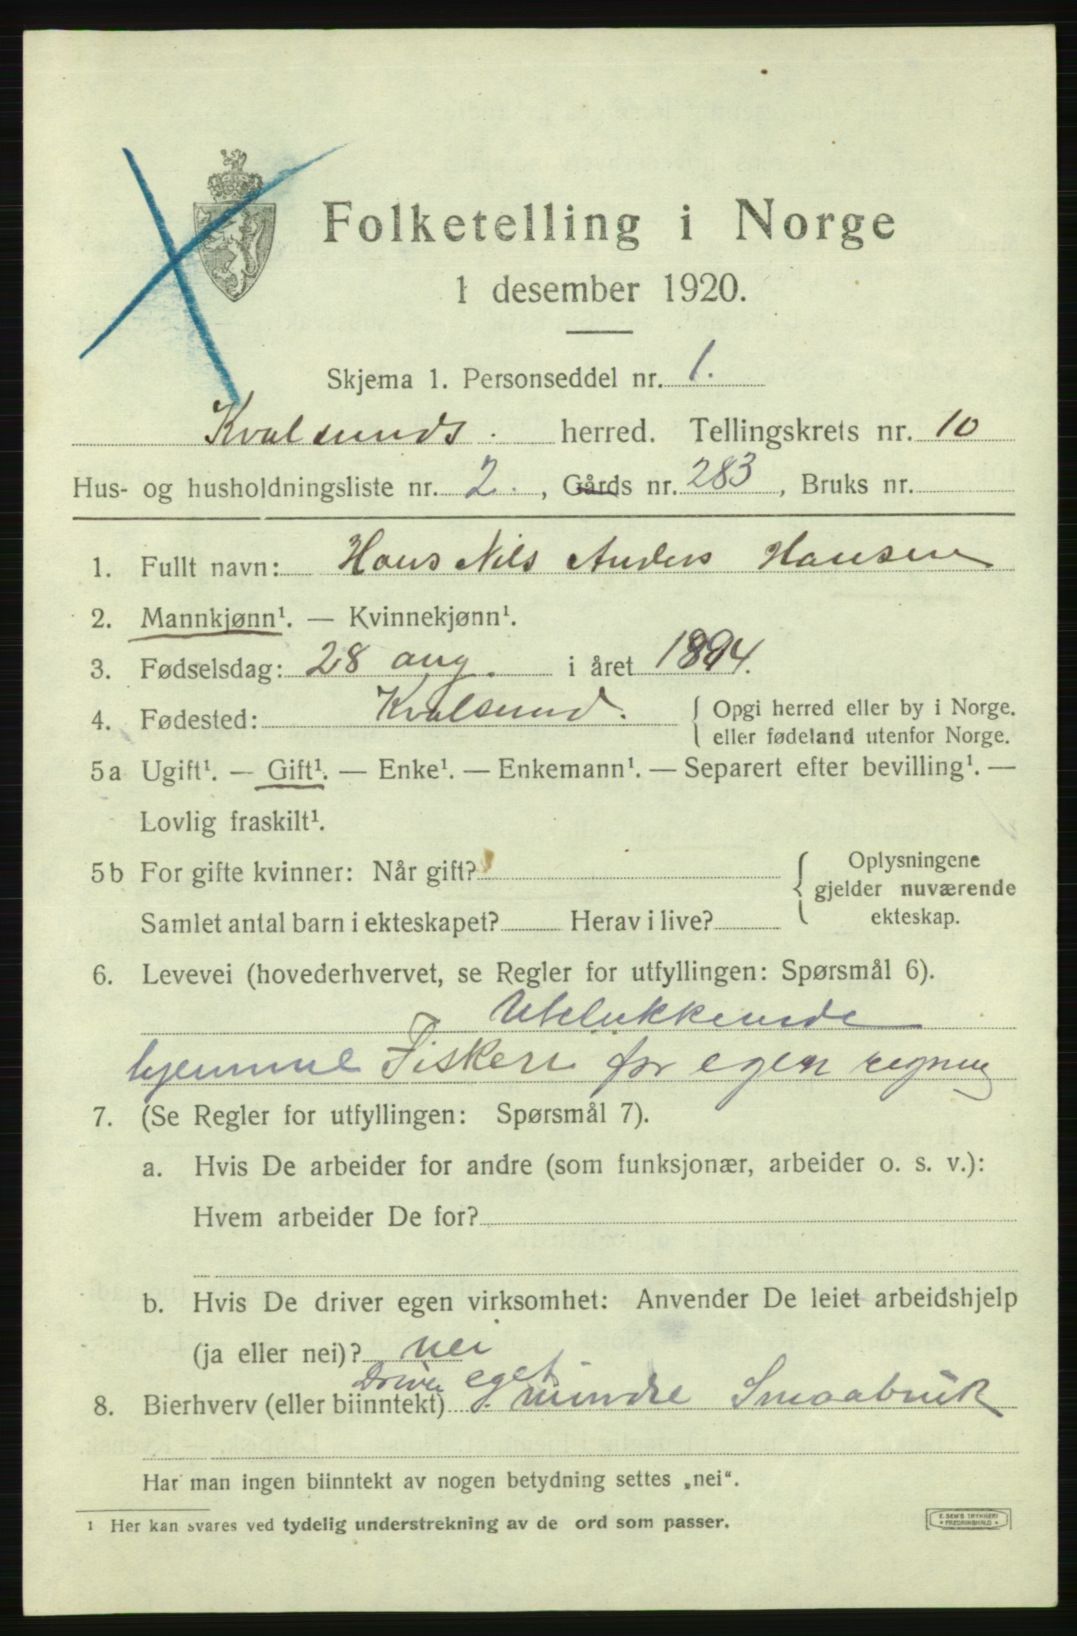 Folketelling i Norge
1 desember 1920.
Skjema 1. Personseddel nr. 1.
Kvalsunds. herred. Tellingskrets nr. 10
Hus- og husholdningsliste nr. 2., Gårds nr. 283, Bruks nr.
1. Fullt navn: Hans Nils Anders Hansen
2. Mannkjønn¹. — Kvinnekjønn¹.
3. Fødselsdag: 28 aug. i året 1894.
4. Fødested: Kvalsund. { Opgi herred eller by i Norge.
eller fødeland utenfor Norge.
5a Ugift¹. — Gift¹. — Enke¹. — Enkemann¹. — Separert efter bevilling¹. —
Lovlig fraskilt¹.
5b For gifte kvinner: Når gift? { Oplysningene
gjelder nuværende
Samlet antal barn i ekteskapet? Herav i live? ekteskap.
6. Levevei (hovederhvervet, se Regler for utfyllingen: Spørsmål 6).
Utelukkende
hjemme Fiskeri for egen regning
7. (Se Regler for utfyllingen: Spørsmål 7).
a. Hvis De arbeider for andre (som funksjonær, arbeider o. s. v.):
Hvem arbeider De for?
b. Hvis De driver egen virksomhet: Anvender De leiet arbeidshjelp
(ja eller nei)? nei
Driver eget
8. Bierhverv (eller biinntekt) mindre Smaabruk
Har man ingen biinntekt av nogen betydning settes „nei“.
¹ Her kan svares ved tydelig understrekning av de ord som passer.
E. SEM'S TRYKKERI
FREDRIKSHALD